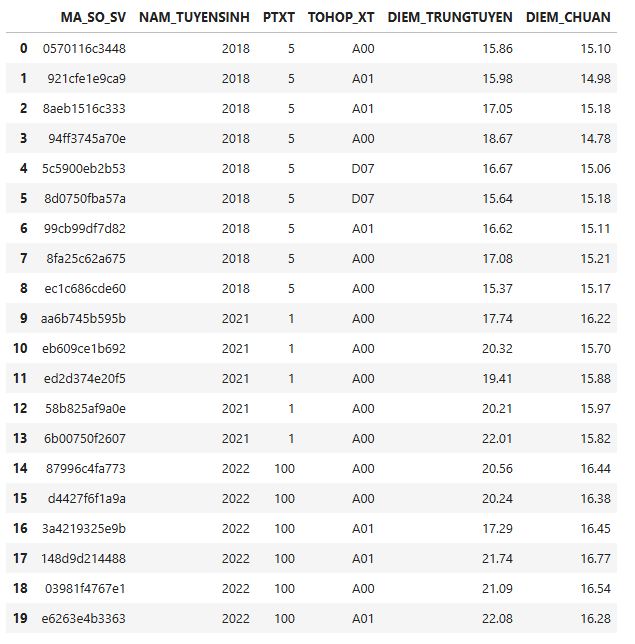 MA_SO_SV NAM_TUYENSINH PTXT TOHOP_XT DIEM_TRUNGTUYEN DIEM_CHUAN
0 0570116c3448 2018 5 A00 15.86 15.10
1 921cfe1e9ca9 2018 5 A01 15.98 14.98
2 8aeb1516c333 2018 5 A01 17.05 15.18
3 94ff3745a70e 2018 5 A00 18.67 14.78
4 5c5900eb2b53 2018 5 D07 16.67 15.06
5 8d0750fba57a 2018 5 D07 15.64 15.18
6 99cb99df7d82 2018 5 A01 16.62 15.11
7 8fa25c62a675 2018 5 A00 17.08 15.21
8 ec1c686cde60 2018 5 A00 15.37 15.17
9 aa6b745b595b 2021 1 A00 17.74 16.22
10 eb609ce1b692 2021 1 A00 20.32 15.70
11 ed2d374e20f5 2021 1 A00 19.41 15.88
12 58b825af9a0e 2021 1 A00 20.21 15.97
13 6b00750f2607 2021 1 A00 22.01 15.82
14 87996c4fa773 2022 100 A00 20.56 16.44
15 d4427f6f1a9a 2022 100 A00 20.24 16.38
16 3a4219325e9b 2022 100 A01 17.29 16.45
17 148d9d214488 2022 100 A01 21.74 16.77
18 03981f4767e1 2022 100 A00 21.09 16.54
19 e6263e4b3363 2022 100 A01 22.08 16.28